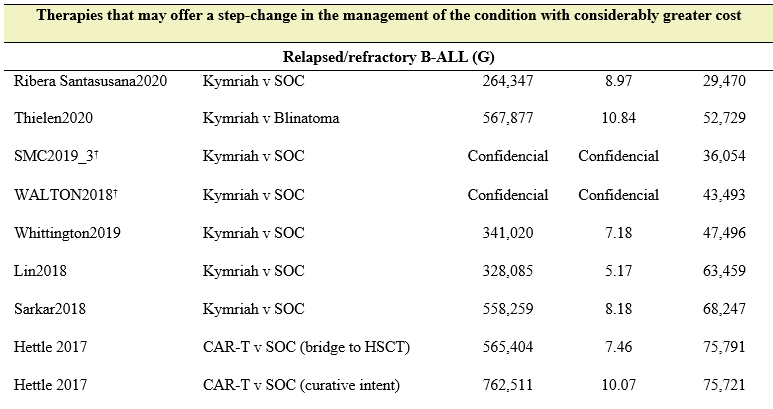 Therapies that may offer a step-change in the management of the condition with considerably greater cost
Relapsed/refractory B-ALL (G)
Ribera Santasusana2020 Kymriah v SOC 264,347 8.97 29,470
Thielen2020 Kymriah v Blinatoma 567,877 10.84 52,729
SMC2019_3† Kymriah v SOC Confidencial Confidencial 36,054
WALTON2018† Kymriah v SOC Confidencial Confidencial 43,493
Whittington2019 Kymriah v SOC 341,020 7.18 47,496
Lin2018 Kymriah v SOC 328,085 5.17 63,459
Sarkar2018 Kymriah v SOC 558,259 8.18 68,247
Hettle 2017 CAR-T v SOC (bridge to HSCT) 565,404 7.46 75,791
Hettle 2017 CAR-T v SOC (curative intent) 762,511 10.07 75,721